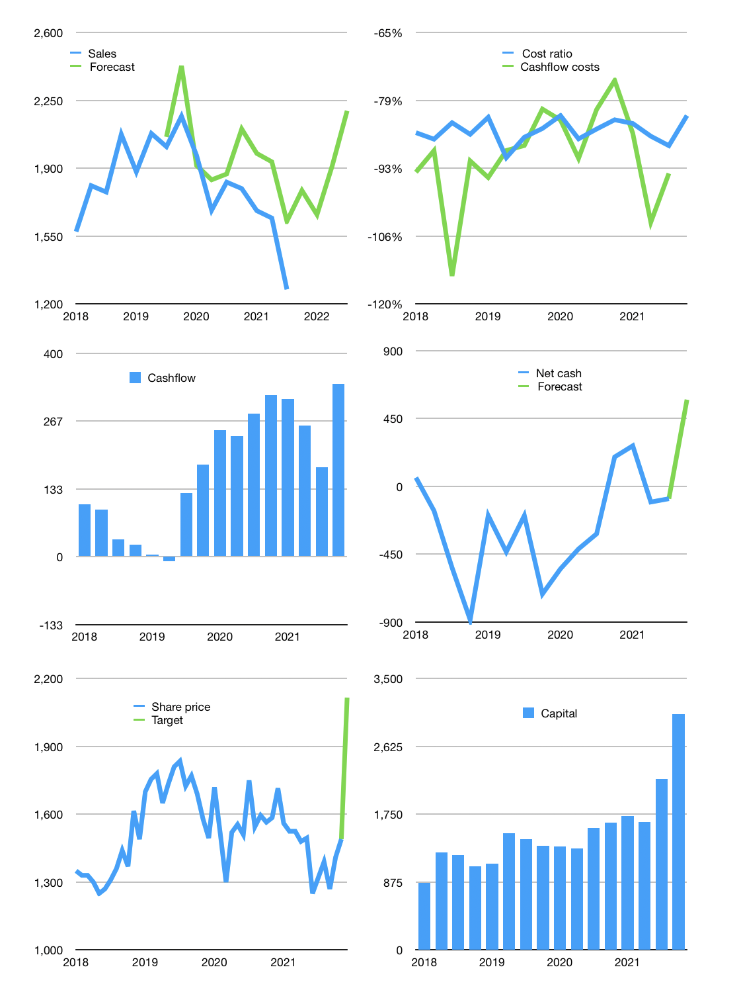 2,600
Sales
Forecast
2,250
1,900
1,550
1,200
2018 2019 2020 2021 2022
-65%
Cost ratio
Cashflow costs
-79%
-93%
-106%
-120%
2018 2019 2020 2021
400
Cashflow
267
133
0
-133
2018 2019 2020 2021
900
Net cash
Forecast
450
0
-450
-900
2018 2019 2020 2021
2,200
Share price
Target
1,900
1,600
1,300
1,000
2018 2019 2020 2021
3,500
Capital
2,625
1,750
875
0
2018 2019 2020 2021